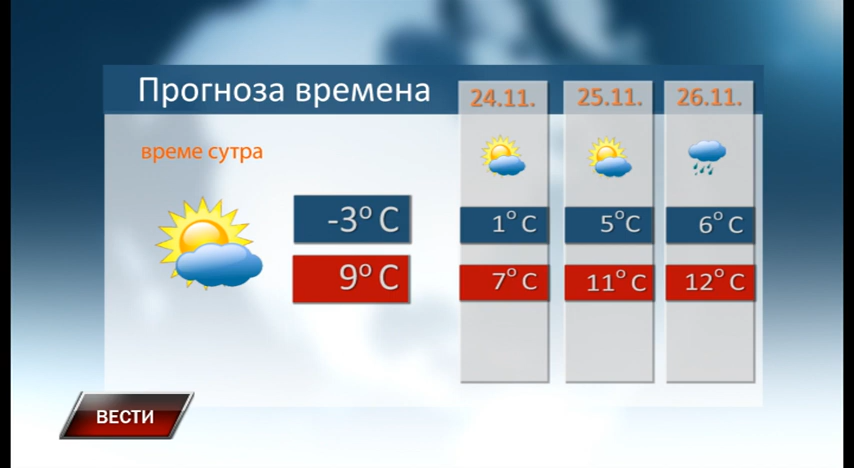 Прогноза времена
24.11. 25.11. 26.11.
време сутра
-3° C
9° C
1° C 5°C 6° C
7° C 11° C 12° C
ВЕСТИ